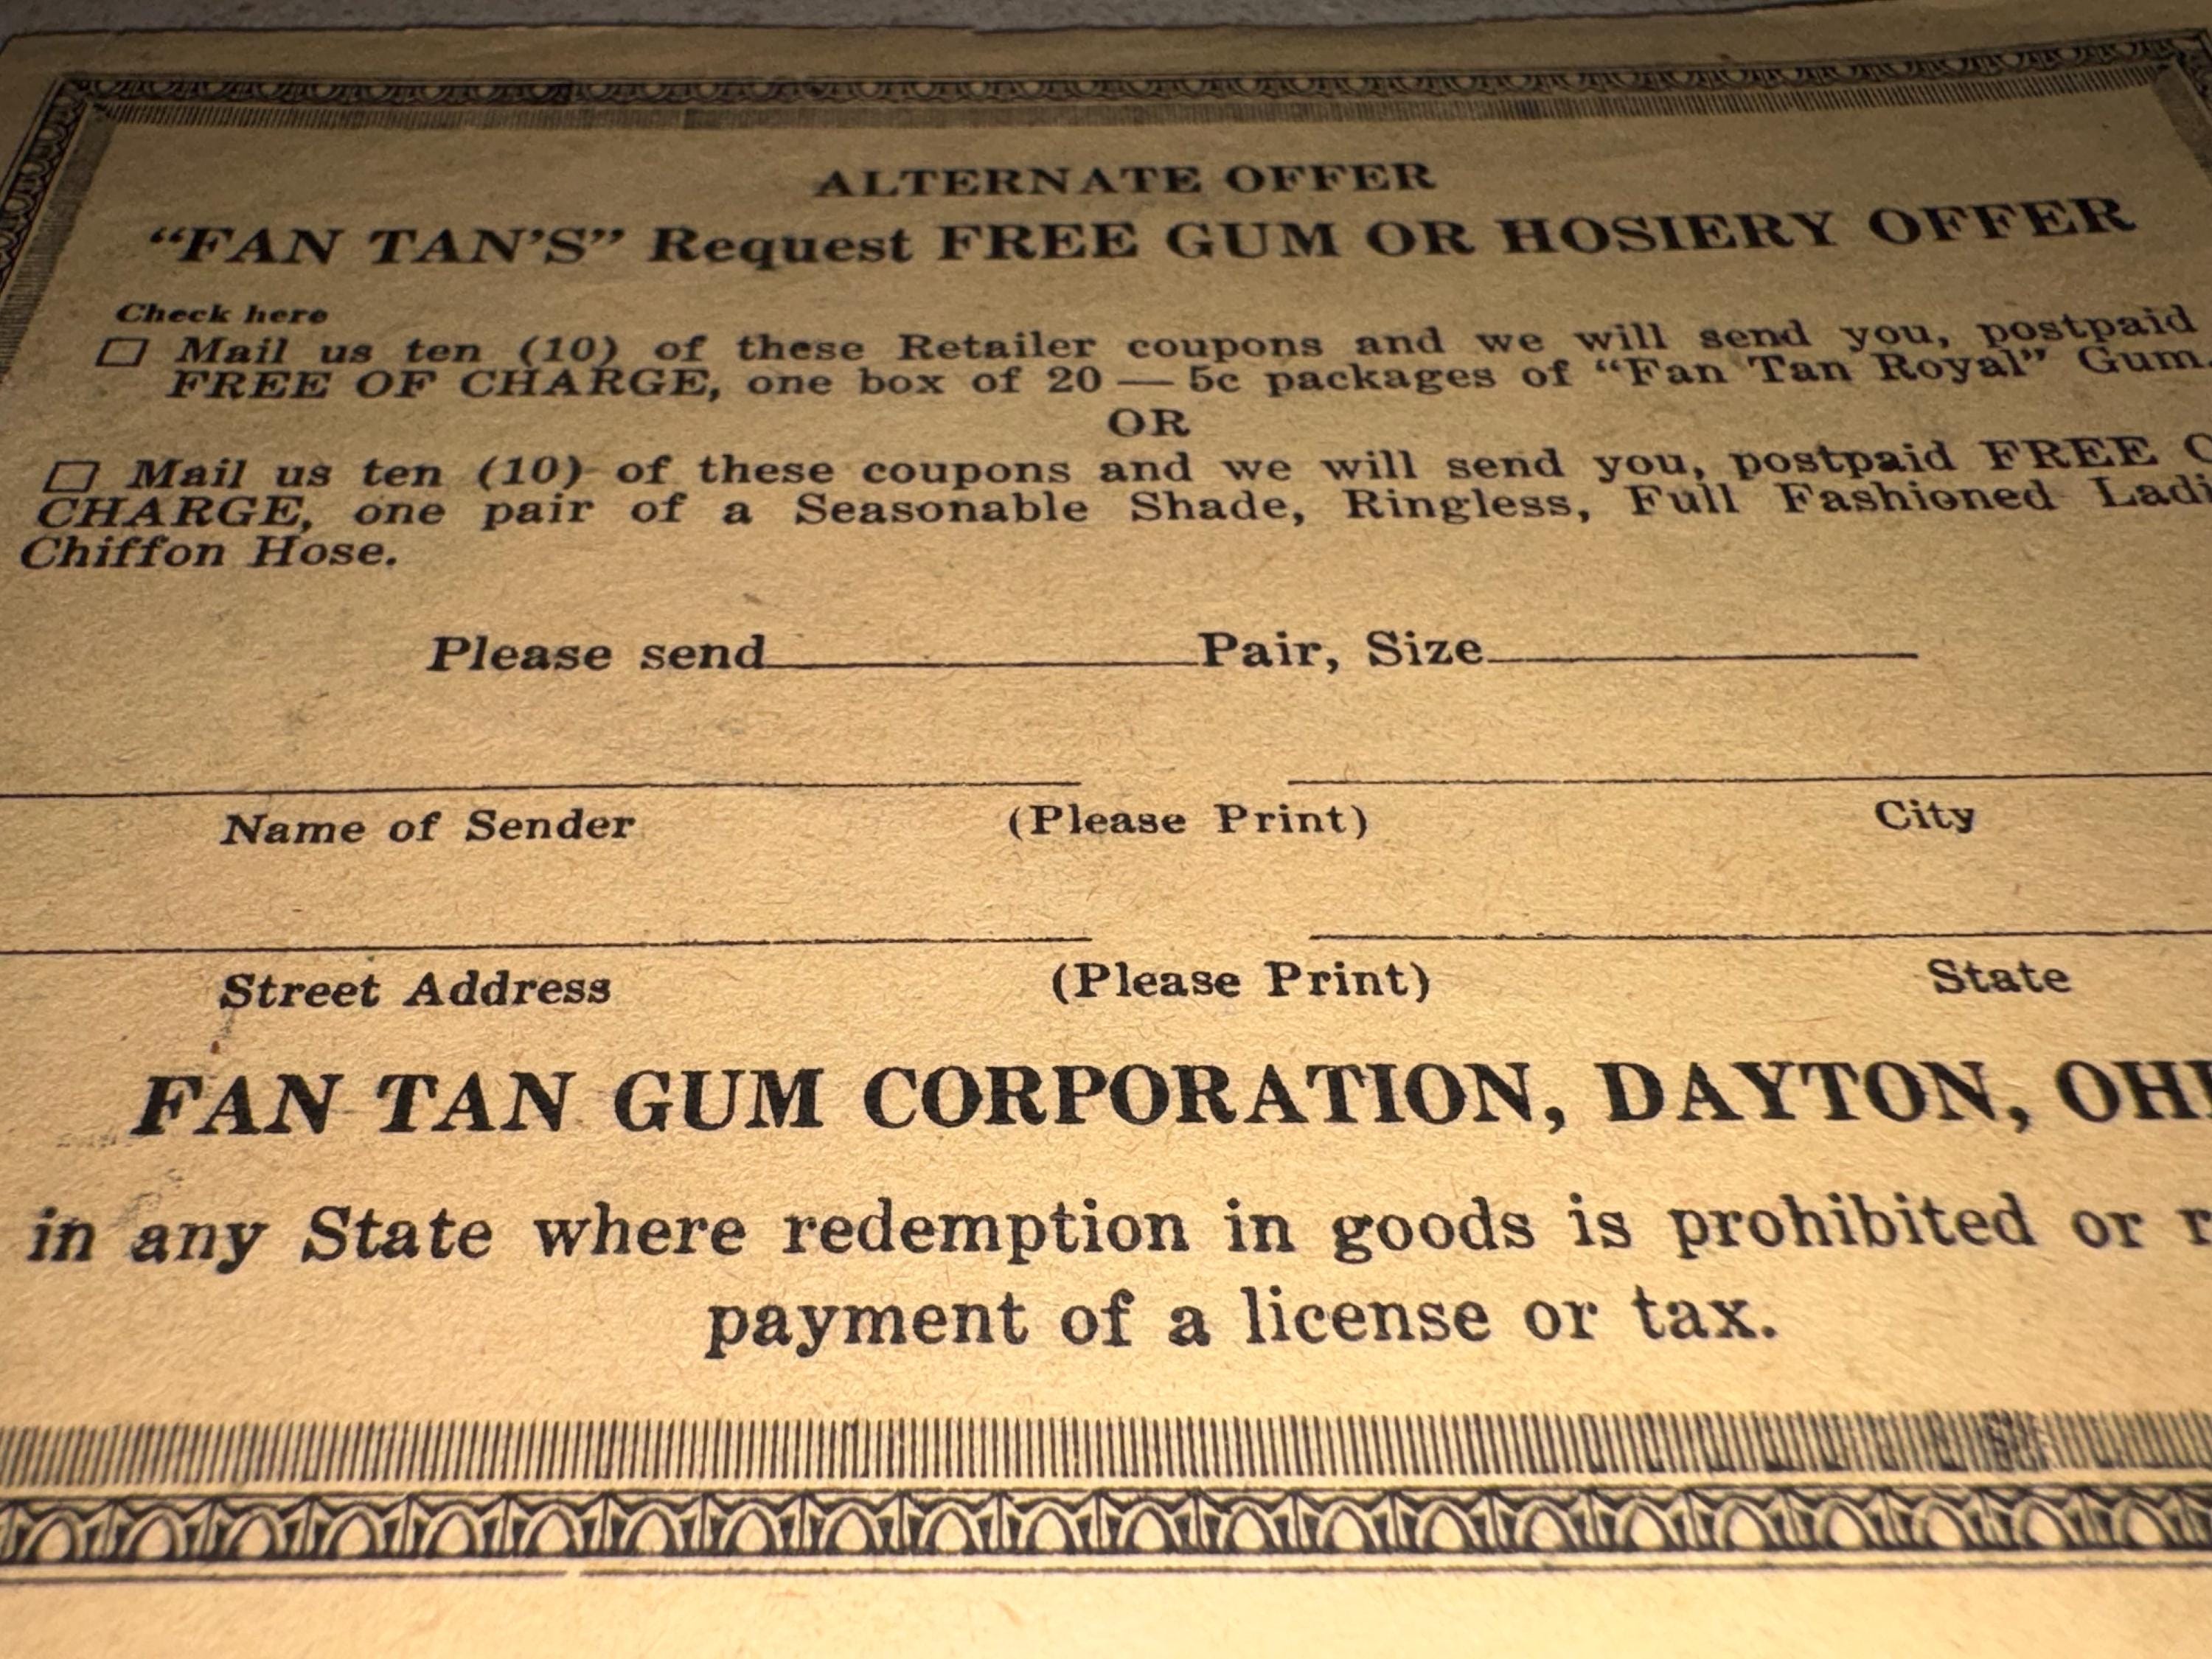 ALTERNATE OFFER
"FAN TAN'S" Request FREE GUM OR HOSIERY OFFER
Check here
Mail us ten (10) of these Retailer coupons and we will send you, postpaid
FREE OF CHARGE, one box of 20 — 5c packages of "Fan Tan Royal" Gum.
OR
Mail us ten (10) of these coupons and we will send you, postpaid FREE
CHARGE, one pair of a Seasonable Shade, Ringless, Full Fashioned
Chiffon Hose.
Please send Pair, Size
Name of Sender (Please Print) City
Street Address (Please Print) State
FAN TAN GUM CORPORATION, DAYTON,
in any State where redemption in goods is prohibited or
payment of a license or tax.